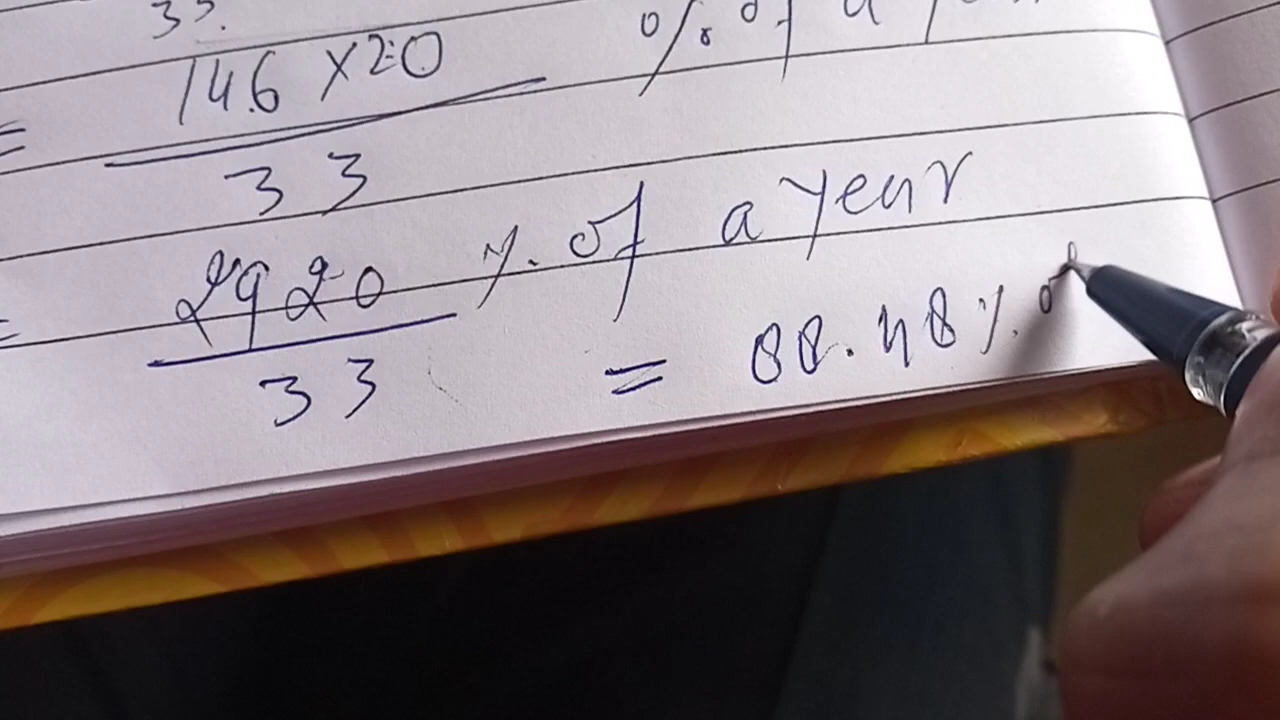 33.
% of a year
= 146 x 20
33
= 2920 % of a year
33
= 88.48 % of